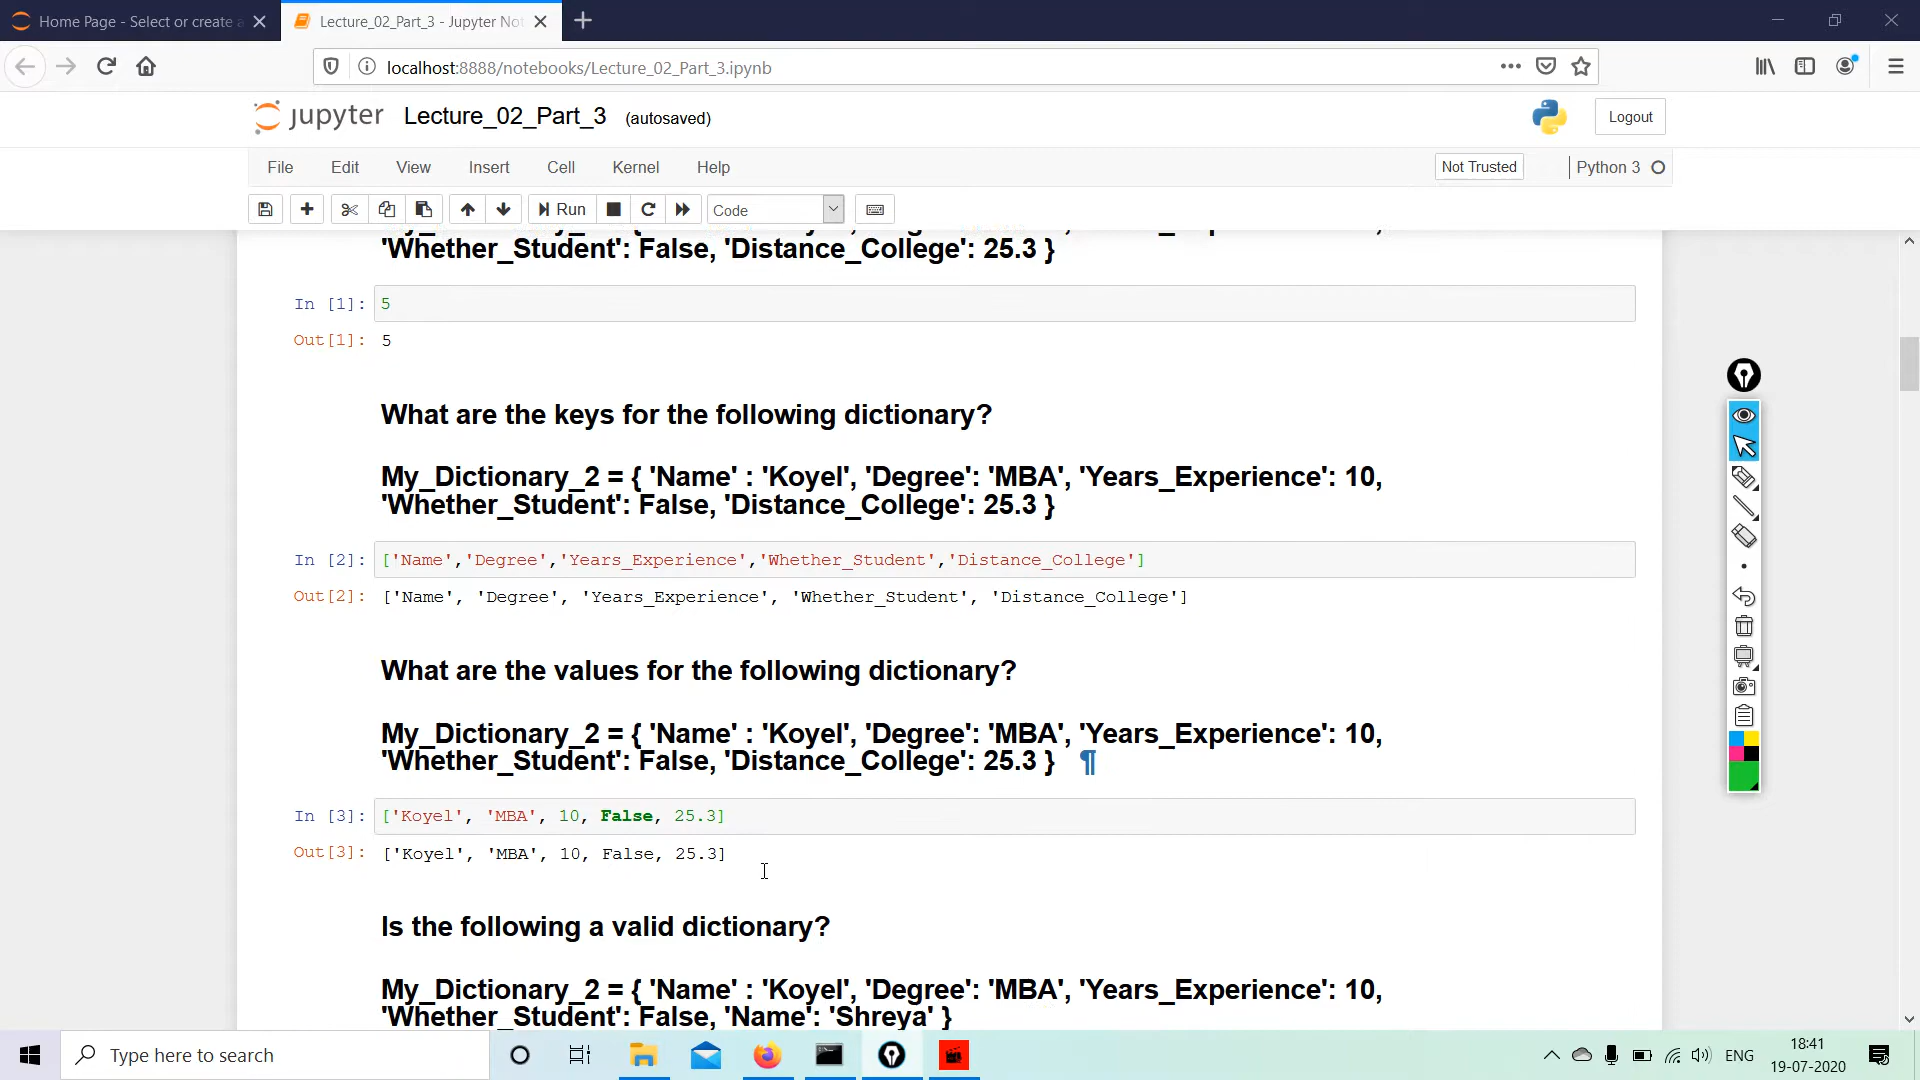 Home Page - Select or create a
Lecture_02_Part_3 - Jupyter Not
localhost:8888/notebooks/Lecture_02_Part_3.ipynb
jupyter Lecture_02_Part_3 (autosaved)
Logout
File Edit View Insert Cell Kernel Help
Not Trusted
Python 3
Run
Code
'Whether_Student': False, 'Distance_College': 25.3 }
In [1]: 5
Out[1]: 5
What are the keys for the following dictionary?
My_Dictionary_2 = { 'Name' : 'Koyel', 'Degree': 'MBA', 'Years_Experience': 10,
'Whether_Student': False, 'Distance_College': 25.3 }
In [2]: ['Name','Degree','Years_Experience','Whether_Student','Distance_College']
Out[2]: ['Name', 'Degree', 'Years_Experience', 'Whether_Student', 'Distance_College']
What are the values for the following dictionary?
My_Dictionary_2 = { 'Name' : 'Koyel', 'Degree': 'MBA', 'Years_Experience': 10,
'Whether_Student': False, 'Distance_College': 25.3 } ¶
In [3]: ['Koyel', 'MBA', 10, False, 25.3]
Out[3]: ['Koyel', 'MBA', 10, False, 25.3]
Is the following a valid dictionary?
My_Dictionary_2 = { 'Name' : 'Koyel', 'Degree': 'MBA', 'Years_Experience': 10,
'Whether_Student': False, 'Name': 'Shreya' }
Type here to search
ENG
18:41
19-07-2020